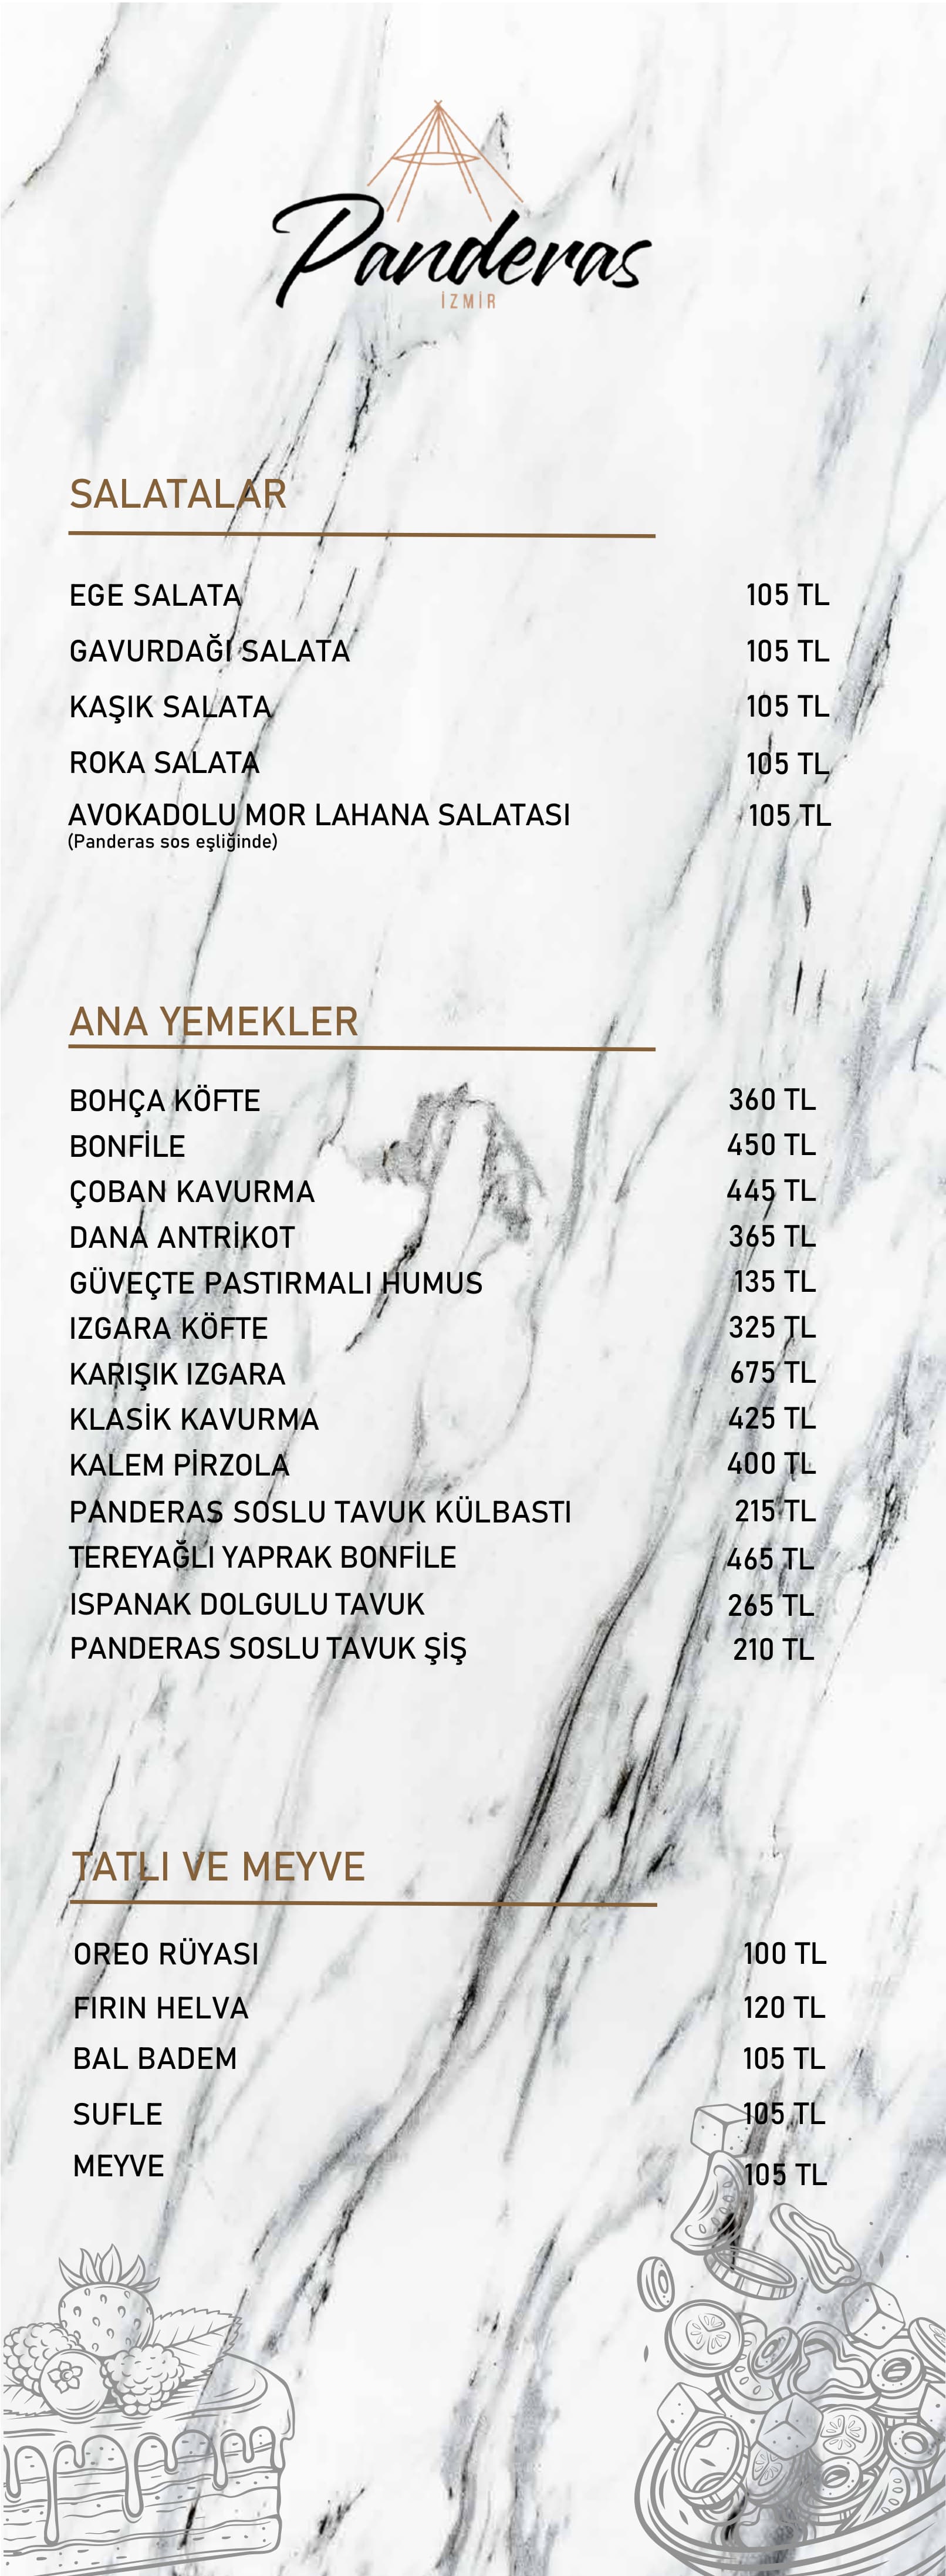 Panderas
İZMİR
SALATALAR
EGE SALATA 105 TL
GAVURDAĞI SALATA 105 TL
KAŞIK SALATA 105 TL
ROKA SALATA 105 TL
AVOKADOLU MOR LAHANA SALATASI 105 TL
(Panderas sos eşliğinde)
ANA YEMEKLER
BOHÇA KÖFTE 360 TL
BONFİLE 450 TL
ÇOBAN KAVURMA 445 TL
DANA ANTRİKOT 365 TL
GÜVEÇTE PASTIRMALI HUMUS 135 TL
IZGARA KÖFTE 325 TL
KARIŞIK IZGARA 675 TL
KLASİK KAVURMA 425 TL
KALEM PİRZOLA 400 TL
PANDERAS SOSLU TAVUK KÜLBASTI 215 TL
TEREYAĞLI YAPRAK BONFİLE 465 TL
ISPANAK DOLGULU TAVUK 265 TL
PANDERAS SOSLU TAVUK ŞİŞ 210 TL
TATLI VE MEYVE
OREO RÜYASI 100 TL
FIRIN HELVA 120 TL
BAL BADEM 105 TL
SUFLE 105 TL
MEYVE 105 TL